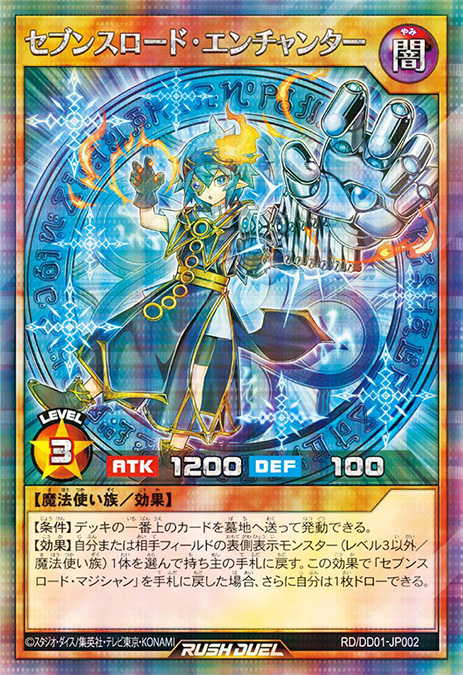 セブンスロード・エンチャンター
やみ
闇
LEVEL
3
ATK 1200 DEF 100
【魔法使い族/効果】
【条件】デッキの一番上のカードを墓地へ送って発動できる。
【効果】自分または相手フィールドの表側表示モンスター(レベル3以外/
魔法使い族)1体を選んで持ち主の手札に戻す。この効果で「セブンス
ロード・マジシャン」を手札に戻した場合、さらに自分は1枚ドローできる。
©スタジオ・ダイス/集英社・テレビ東京・KONAMI
RUSH DUEL
RD/DD01-JP002